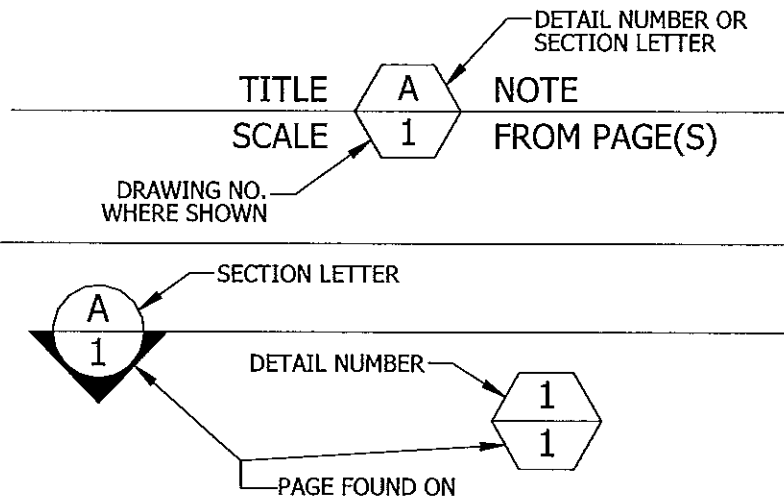 DETAIL NUMBER OR
SECTION LETTER
TITLE A NOTE
SCALE 1 FROM PAGE(S)
DRAWING NO.
WHERE SHOWN
SECTION LETTER
A
1
DETAIL NUMBER
1
1
PAGE FOUND ON